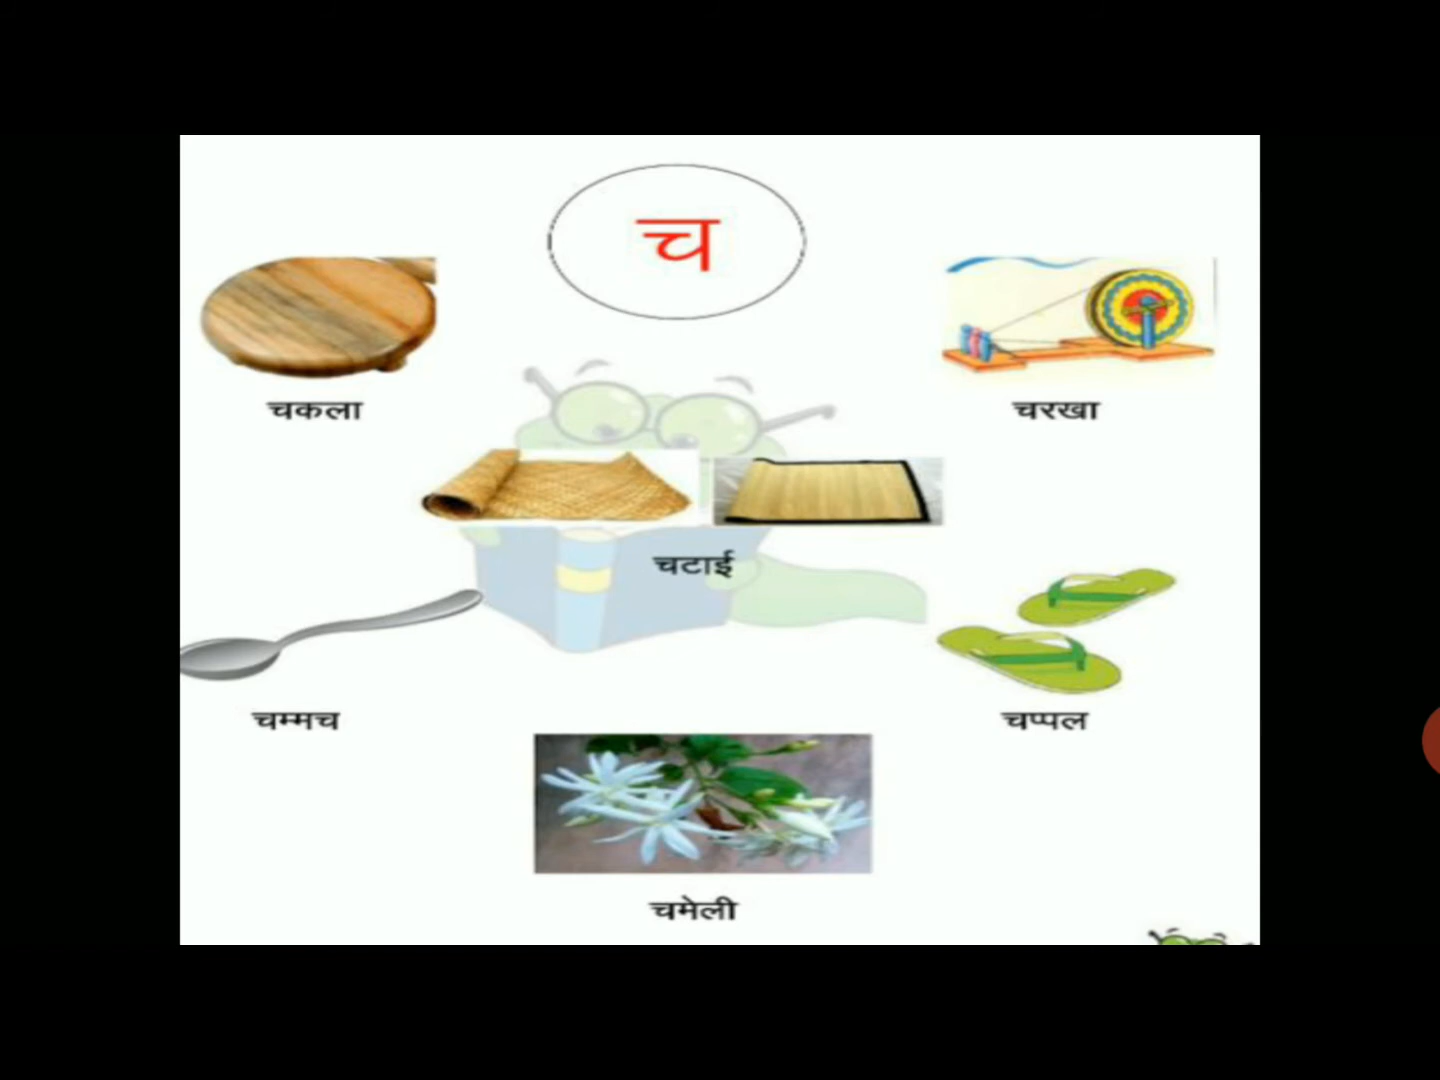 च
चकला
चरखा
चटाई
चम्मच
चप्पल
चमेली